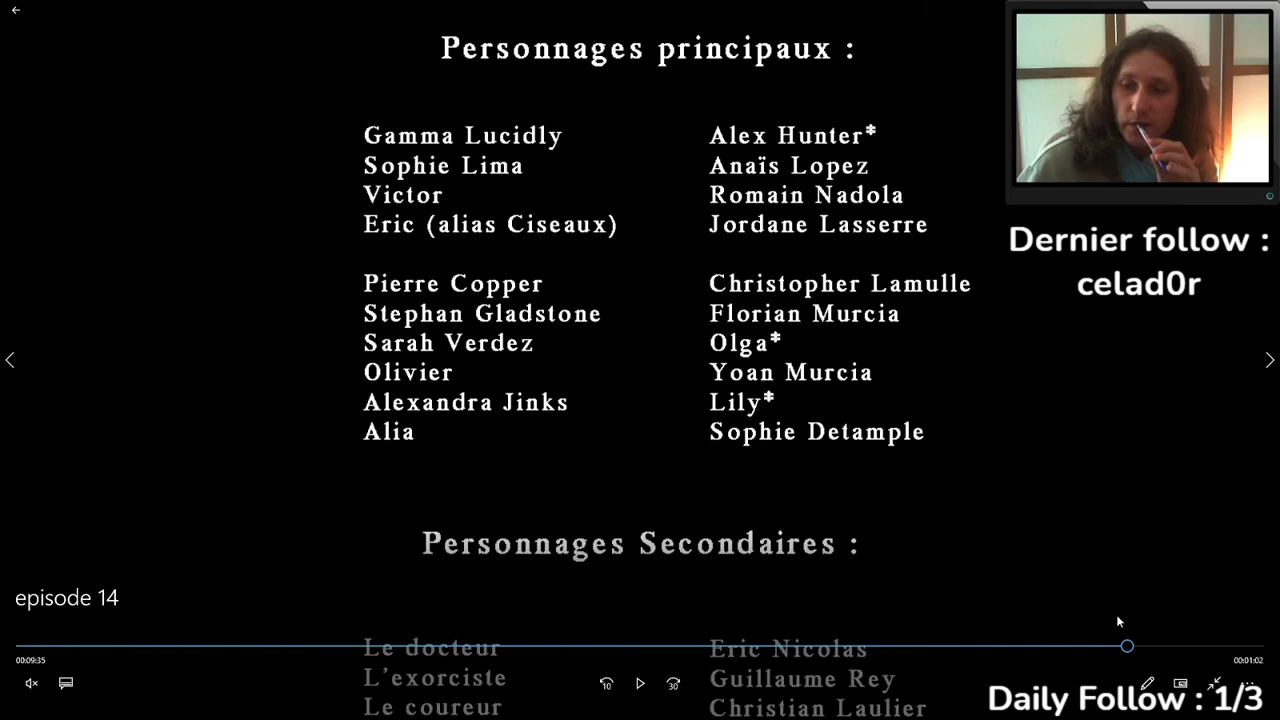 Personnages principaux :
Gamma Lucidly Alex Hunter*
Sophie Lima Anaïs Lopez
Victor Romain Nadola
Eric (alias Ciseaux) Jordane Lasserre
Pierre Copper Christopher Lamulle
Stephan Gladstone Florian Murcia
Sarah Verdez Olga*
Olivier Yoan Murcia
Alexandra Jinks Lily*
Alia Sophie Detample
Personnages Secondaires :
Le docteur Eric Nicolas
L'exorciste Guillaume Rey
Le coureur Christian Laulier
Dernier follow :
celad0r
episode 14
00:09:35
00:01:02
10
30
Daily Follow : 1/3